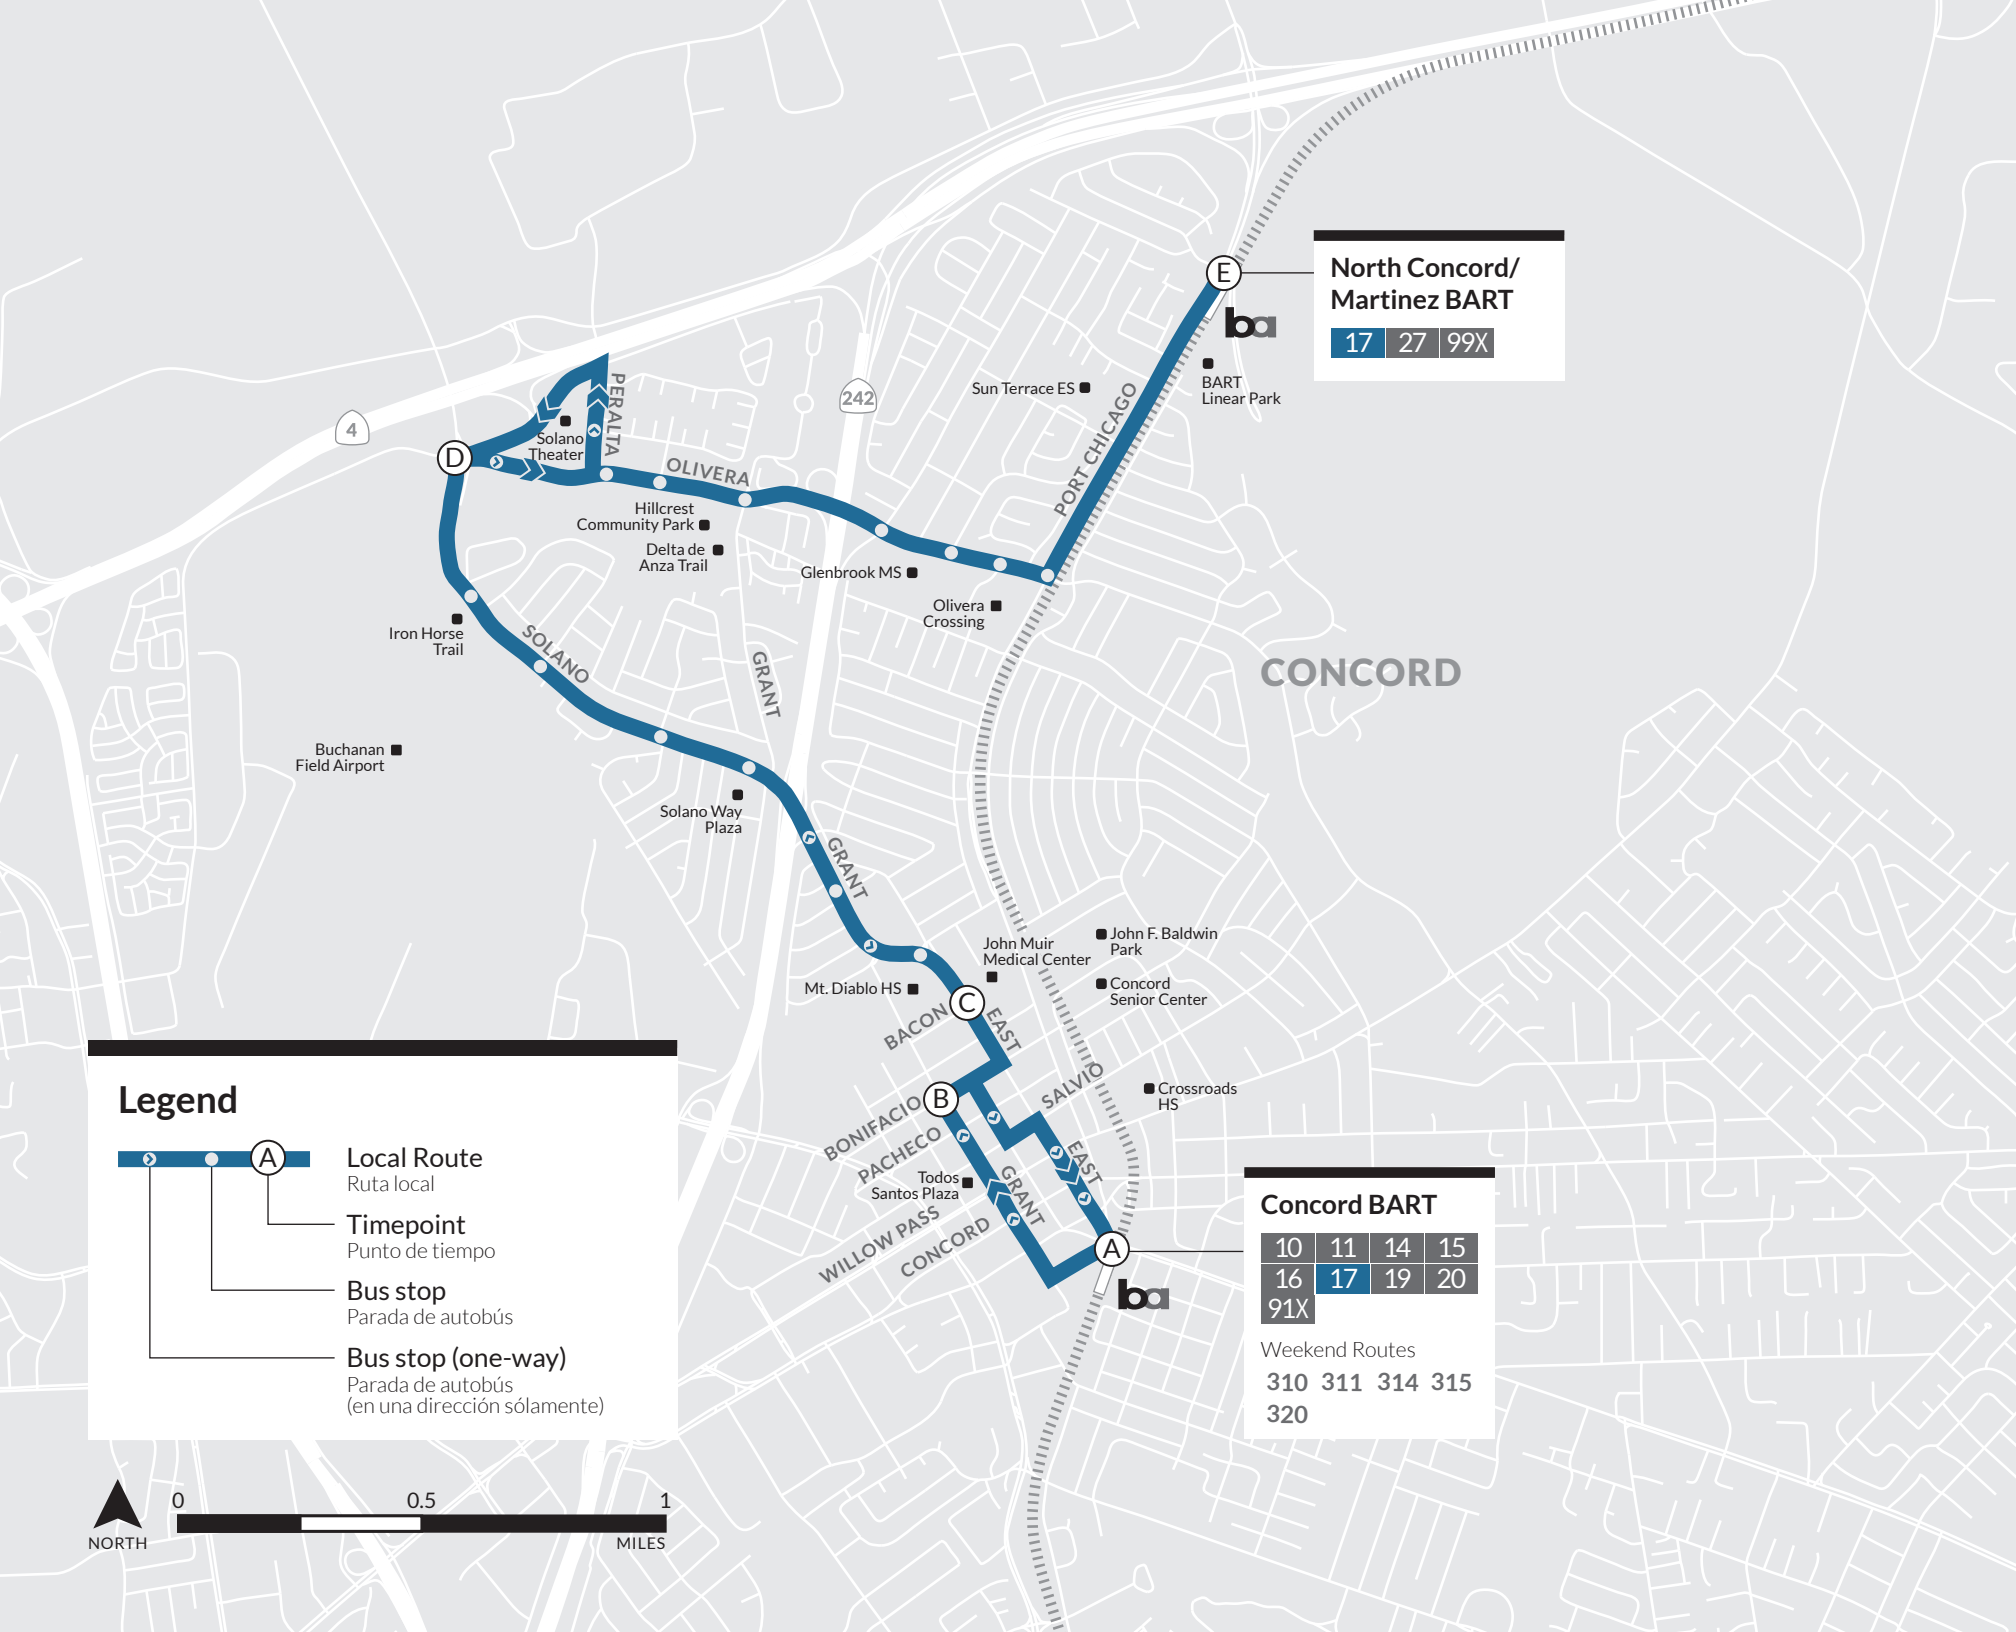 North Concord/
Martinez BART
17 27 99X
E
ba
BART
Linear Park
Sun Terrace ES
PORT CHICAGO
242
4
PERALTA
Solano
Theater
D
OLIVERA
Hillcrest
Community Park
Delta de
Anza Trail
Glenbrook MS
Olivera
Crossing
Iron Horse
Trail
SOLANO
GRANT
CONCORD
Buchanan
Field Airport
Solano Way
Plaza
GRANT
John F. Baldwin
Park
John Muir
Medical Center
Mt. Diablo HS
Concord
Senior Center
C
BACON
EAST
SALVIO
Crossroads
HS
B
BONIFACIO
PACHECO
EAST
Todos
Santos Plaza
GRANT
WILLOW PASS
CONCORD
A
ba
Concord BART
10 11 14 15
16 17 19 20
91X
Weekend Routes
310 311 314 315
320
Legend
A
Local Route
Ruta local
Timepoint
Punto de tiempo
Bus stop
Parada de autobús
Bus stop (one-way)
Parada de autobús
(en una dirección sólamente)
0 0.5 1
NORTH
MILES